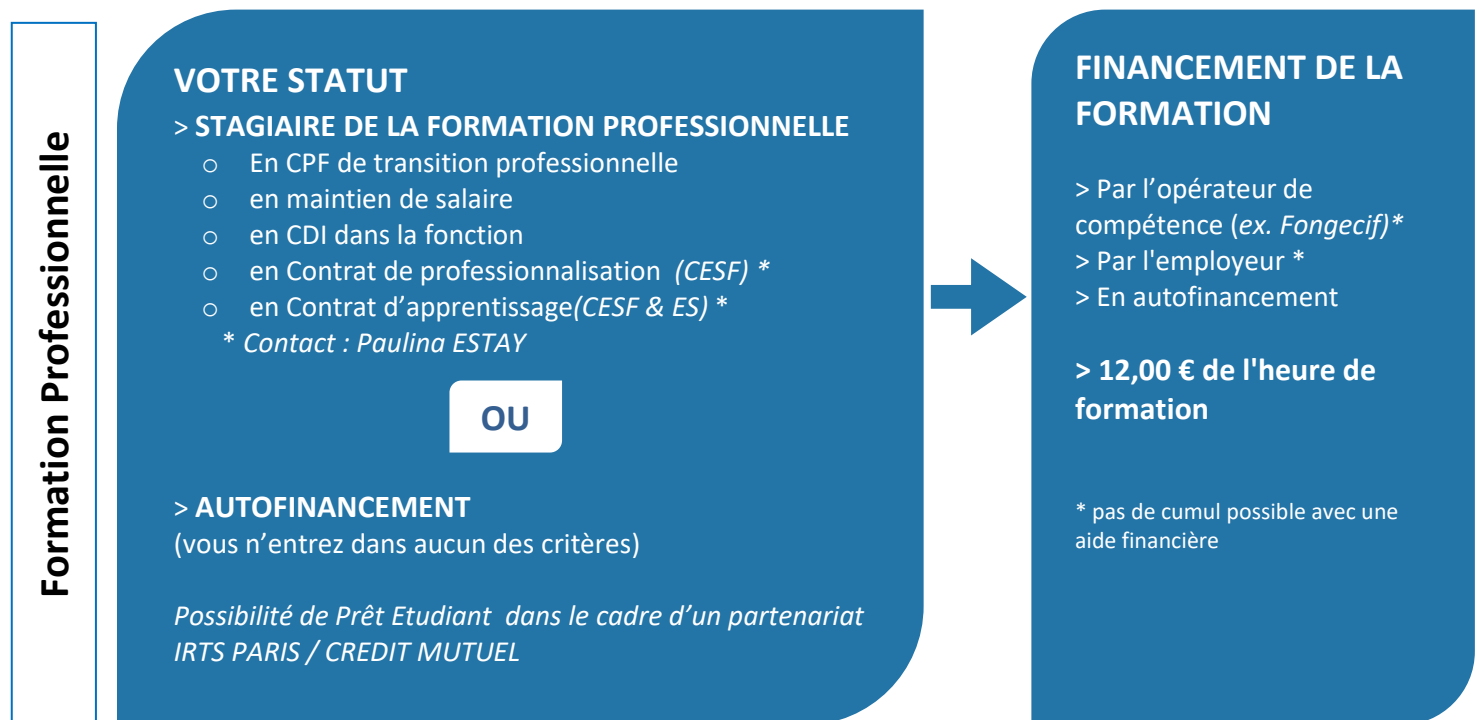 Formation Professionnelle
VOTRE STATUT
> STAGIAIRE DE LA FORMATION PROFESSIONNELLE
o En CPF de transition professionnelle
o en maintien de salaire
o en CDI dans la fonction
o en Contrat de professionnalisation (CESF) *
o en Contrat d’apprentissage(CESF & ES) *
* Contact : Paulina ESTAY
OU
> AUTOFINANCEMENT
(vous n’entrez dans aucun des critères)
Possibilité de Prêt Etudiant dans le cadre d’un partenariat
IRTS PARIS / CREDIT MUTUEL
FINANCEMENT DE LA
FORMATION
> Par l’opérateur de
compétence (ex. Fongecif)*
> Par l'employeur *
> En autofinancement
> 12,00 € de l'heure de
formation
* pas de cumul possible avec une
aide financière